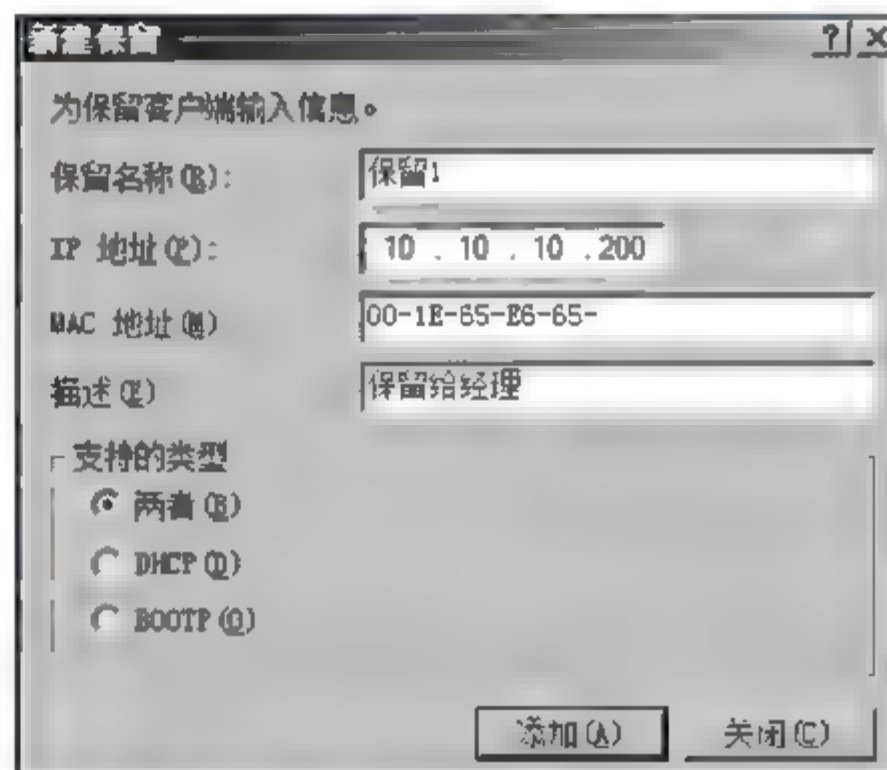 新建保留
为保留客户端输入信息。
保留名称(R): 保留1
IP 地址(P): 10 . 10 . 10 .200
MAC 地址(M) 00-1E-65-E6-65-
描述(E) 保留给经理
支持的类型
两者(B)
DHCP(D)
BOOTP(O)
添加(A) 关闭(C)